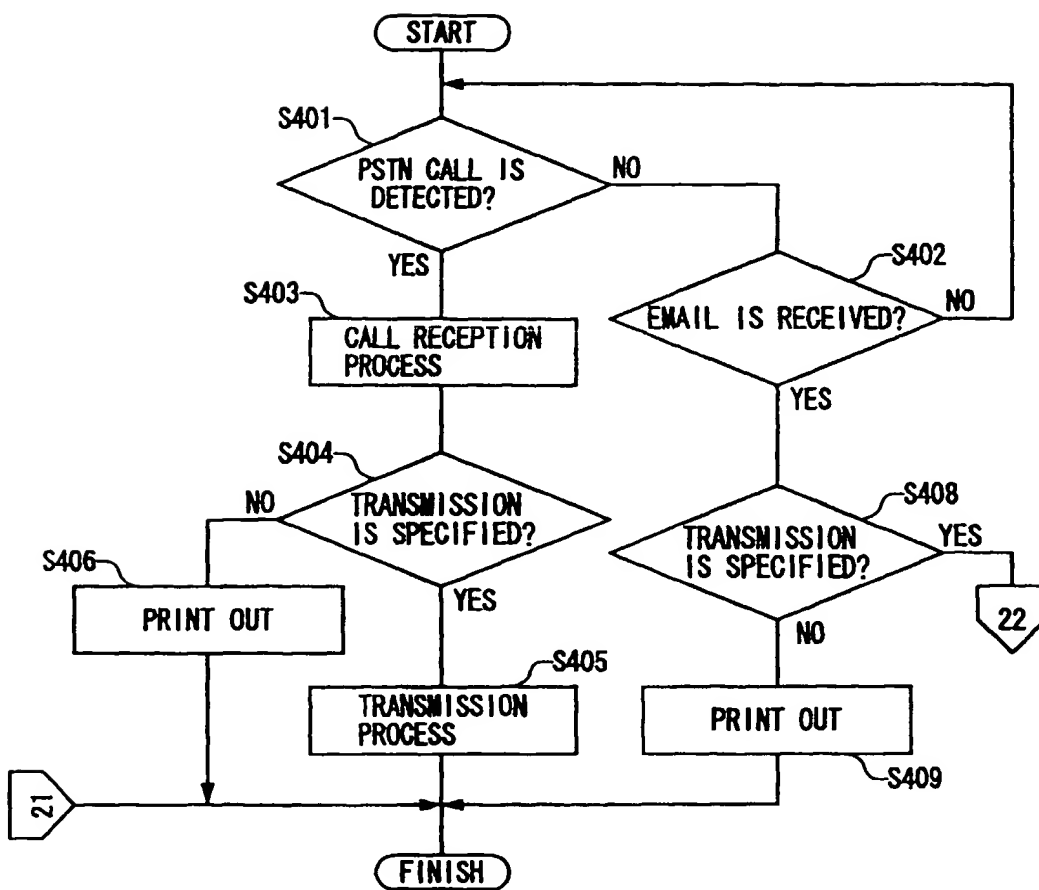 START
S401
PSTN CALL IS
DETECTED?
NO
YES
S402
EMAIL IS RECEIVED?
NO
YES
S403
CALL RECEPTION
PROCESS
S404
TRANSMISSION
IS SPECIFIED?
NO
YES
S408
TRANSMISSION
IS SPECIFIED?
YES
NO
22
S406
PRINT OUT
S405
TRANSMISSION
PROCESS
PRINT OUT
S409
21
FINISH